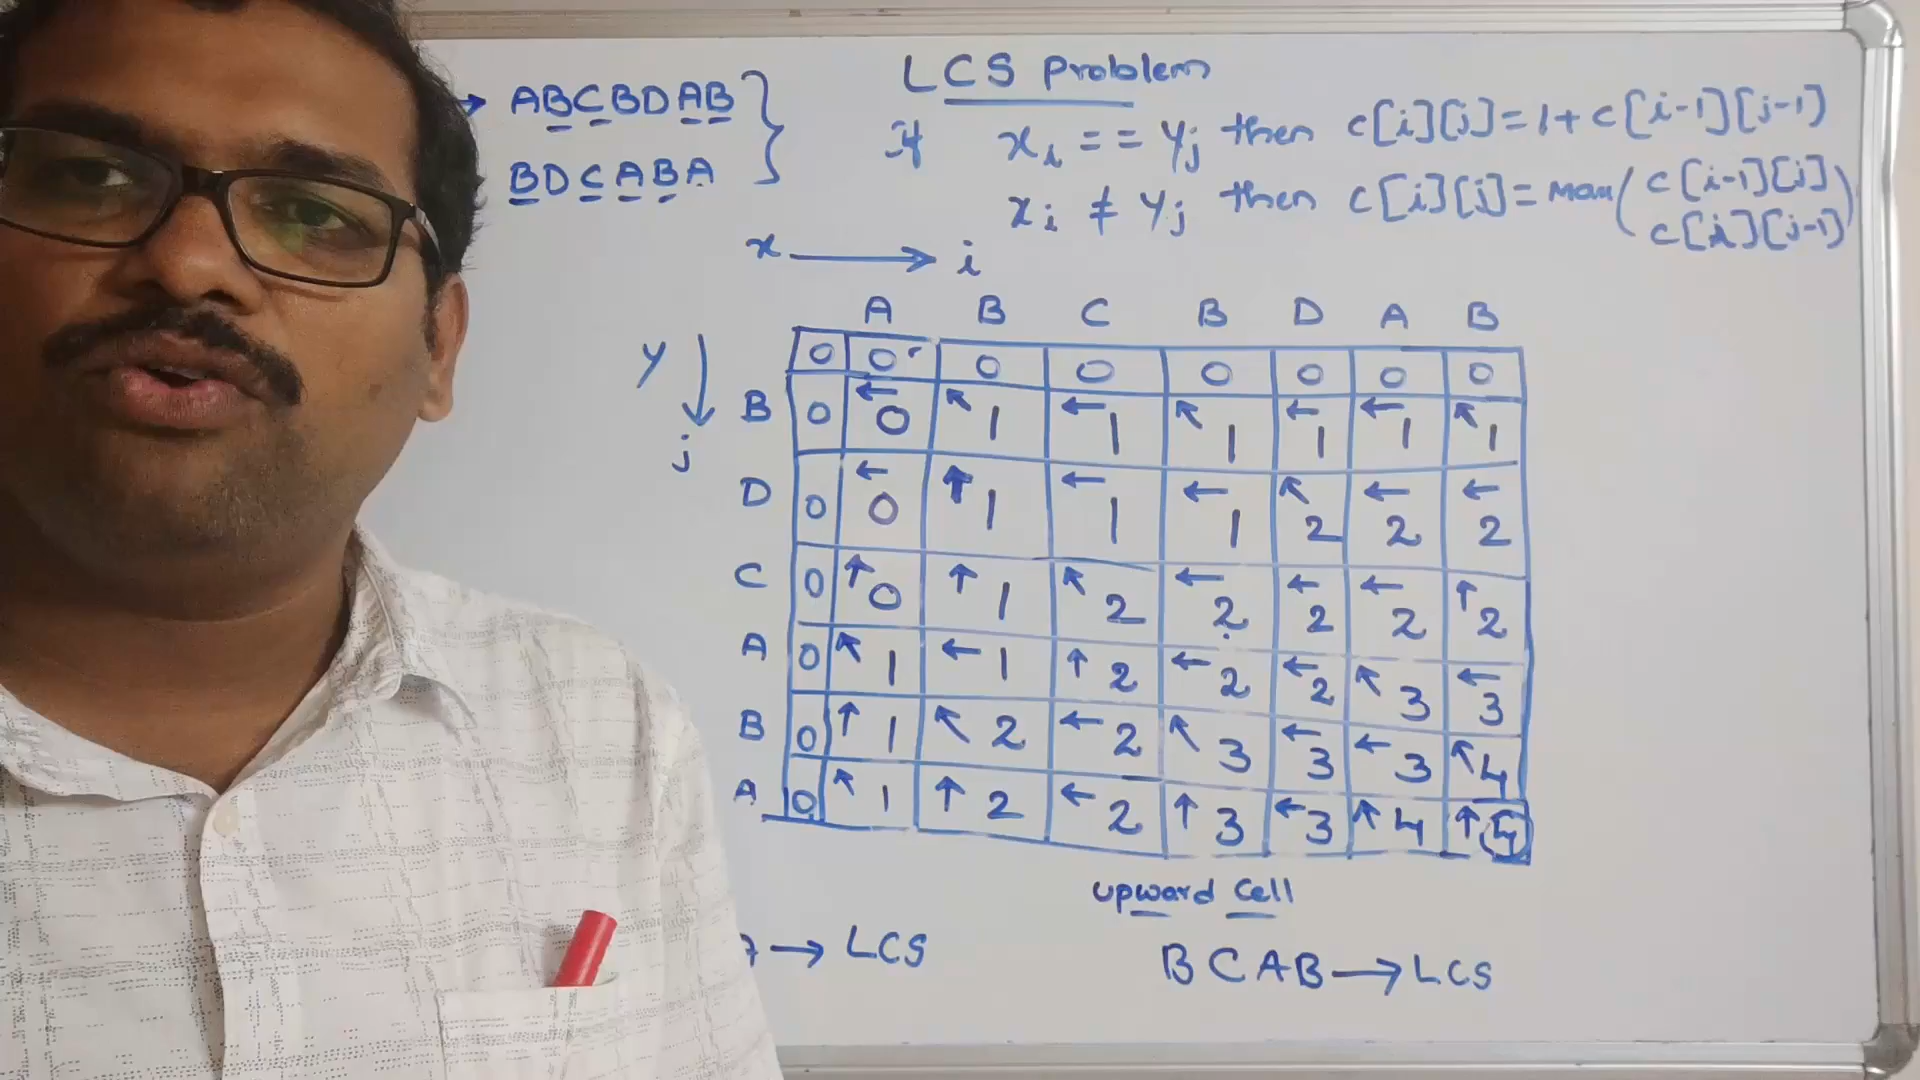 LCS Problem
→ ABCBDAB }
BDCABA
If xi == yj then c[i][j] = 1 + c[i-1][j-1]
xi ≠ yj then c[i][j] = Max( c[i-1][j]
c[i][j-1] )
x → i
y ↓ j
A B C B D A B
0 0 0 0 0 0 0 0
B 0 ←0 ↖1 ←1 ↖1 ←1 ←1 ↖1
D 0 ←0 ↑1 ←1 ←1 ↖2 ←2 ←2
C 0 ↑0 ↑1 ↖2 ←2 ←2 ←2 ↑2
A 0 ↖1 ←1 ↑2 ←2 ←2 ↖3 ←3
B 0 ↑1 ↖2 ←2 ↖3 ←3 ←3 ↖4
A 0 ↖1 ↑2 ←2 ↑3 ←3 ↖4 ↑4
upward Cell
→ LCS
BCAB → LCS